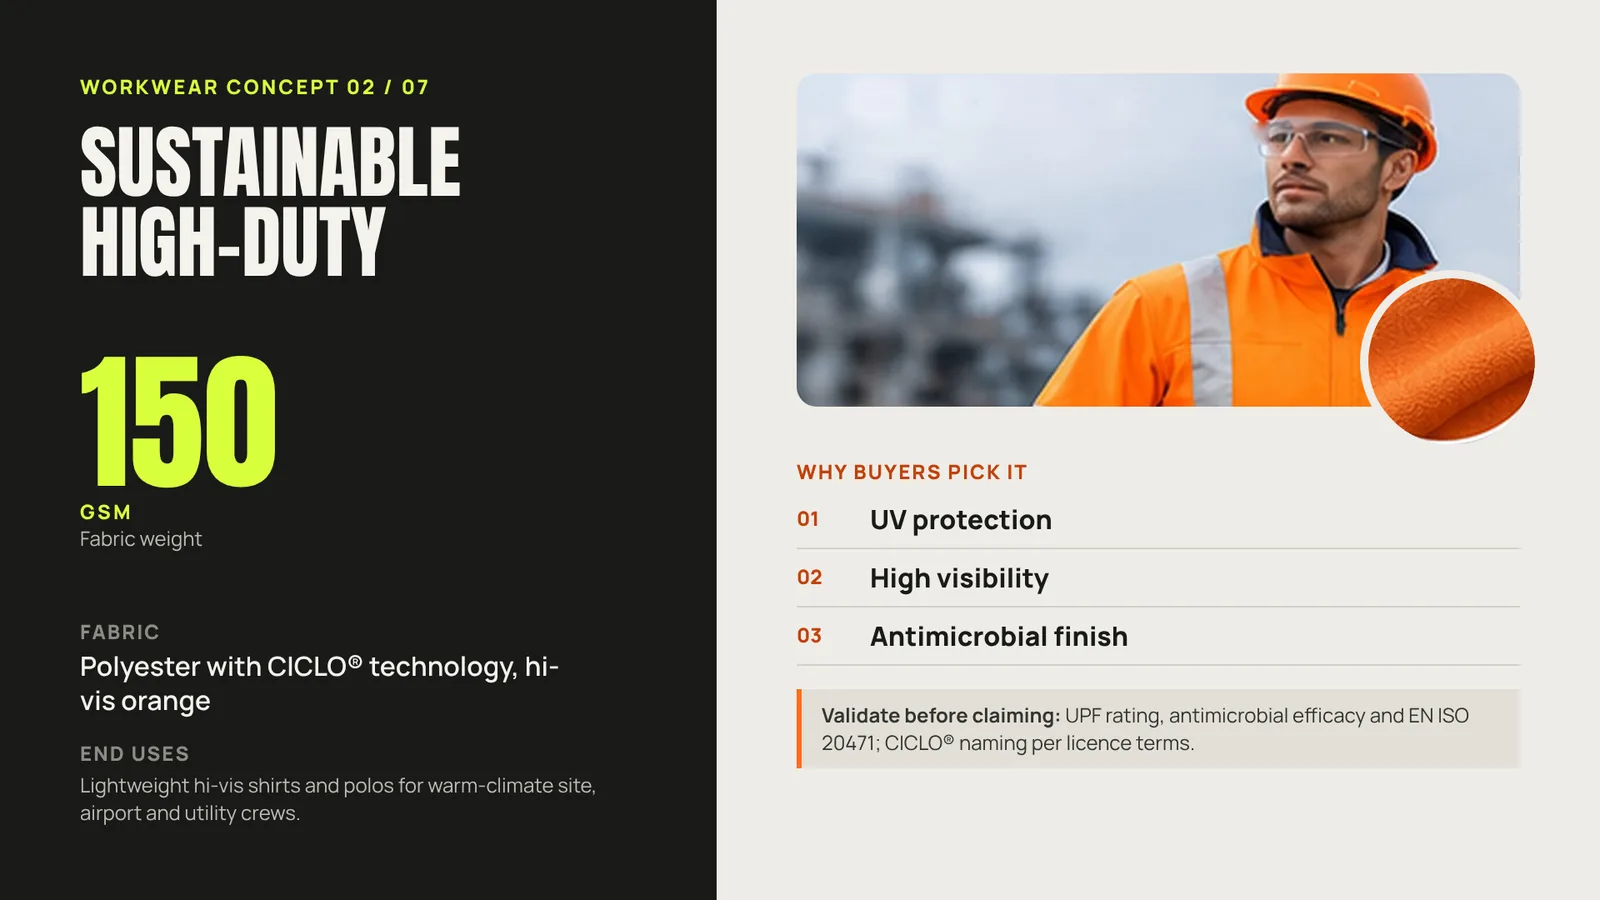 WORKWEAR CONCEPT 02 / 07
SUSTAINABLE
HIGH-DUTY
150
GSM
Fabric weight
FABRIC
Polyester with CICLO® technology, hi-
vis orange
END USES
Lightweight hi-vis shirts and polos for warm-climate site,
airport and utility crews.
WHY BUYERS PICK IT
01 UV protection
02 High visibility
03 Antimicrobial finish
Validate before claiming: UPF rating, antimicrobial efficacy and EN ISO
20471; CICLO® naming per licence terms.